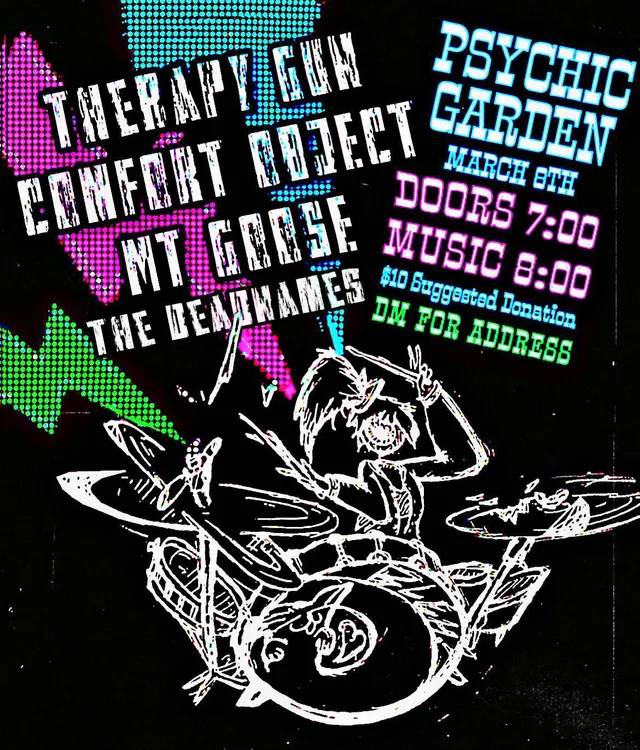 THERAPY GUN
COMFORT OBJECT
MT GOOSE
THE DEADNAMES
PSYCHIC
GARDEN
MARCH 8TH
DOORS 7:00
MUSIC 8:00
$10 Suggested Donation
DM FOR ADDRESS